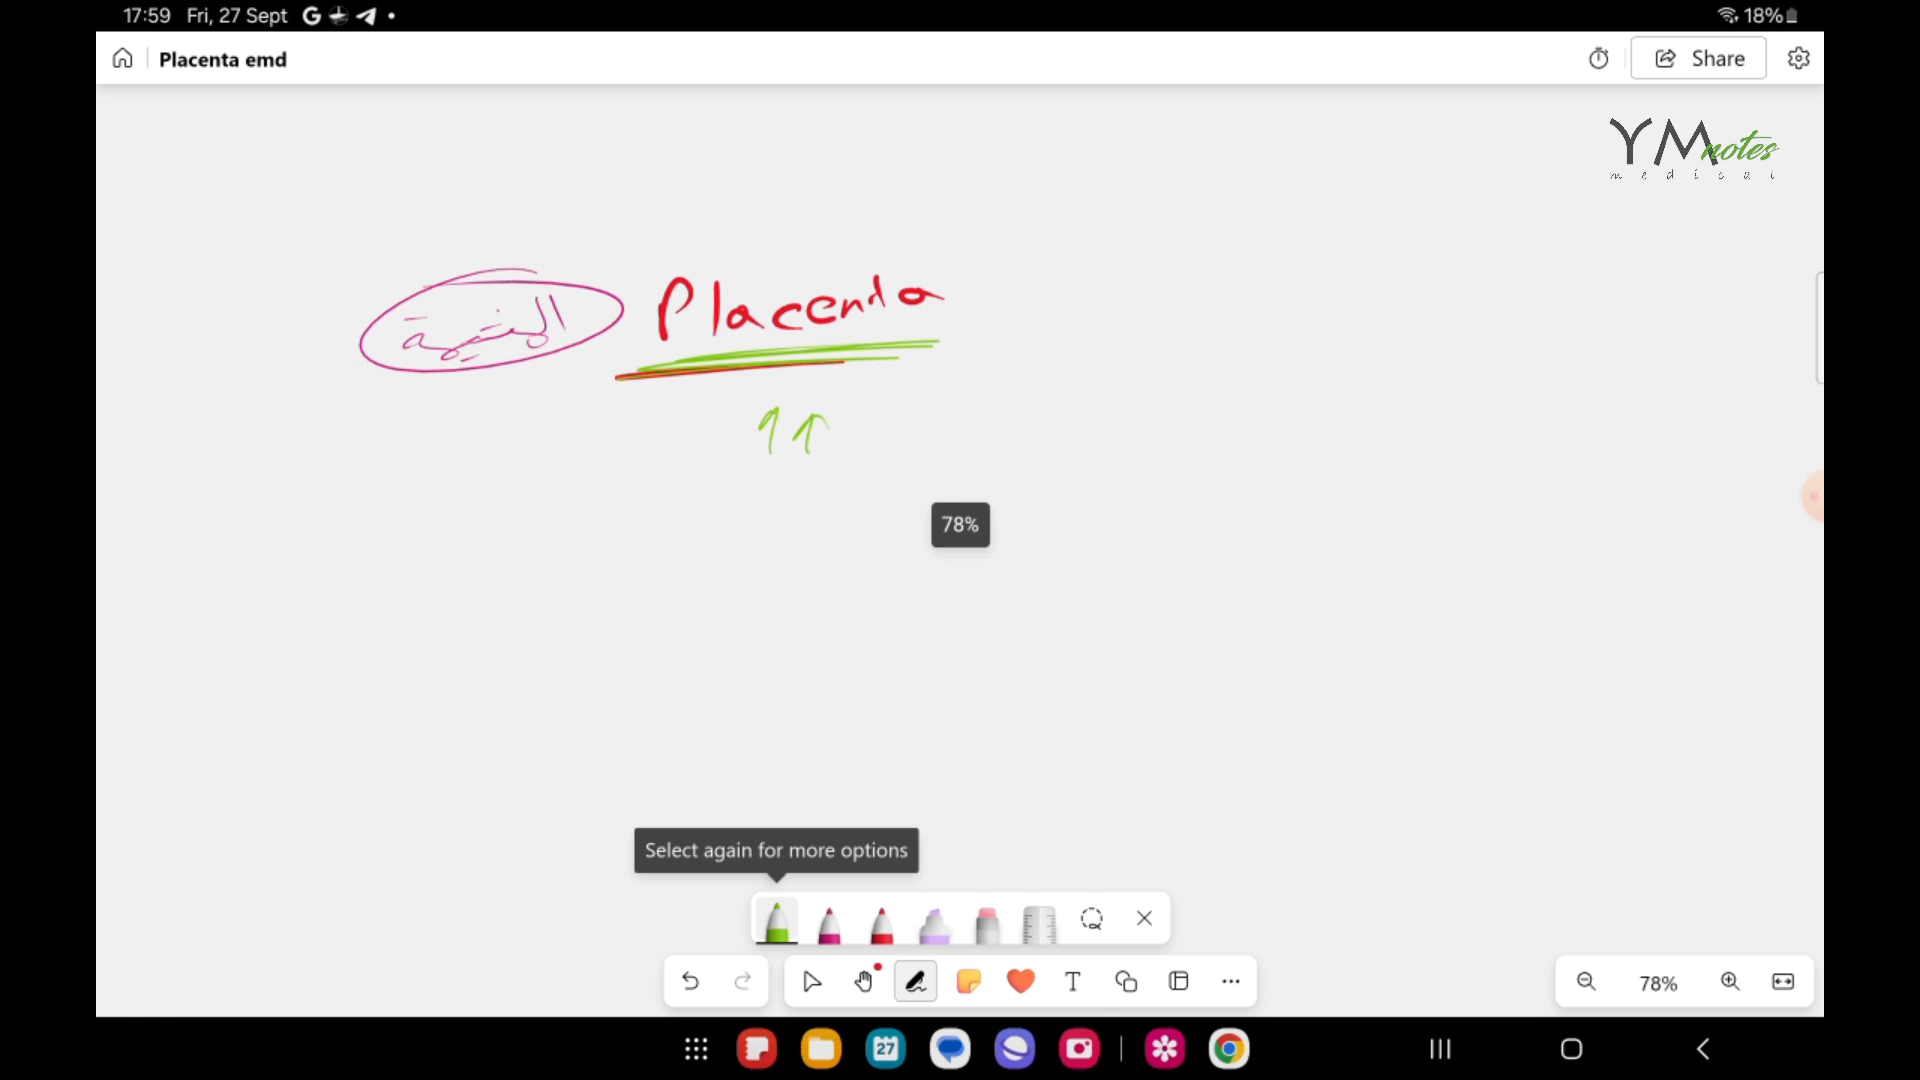 17:59 Fri, 27 Sept
18%
Placenta emd
Share
YM notes
medical
Placenta
المشيمة
78%
Select again for more options
78%
27